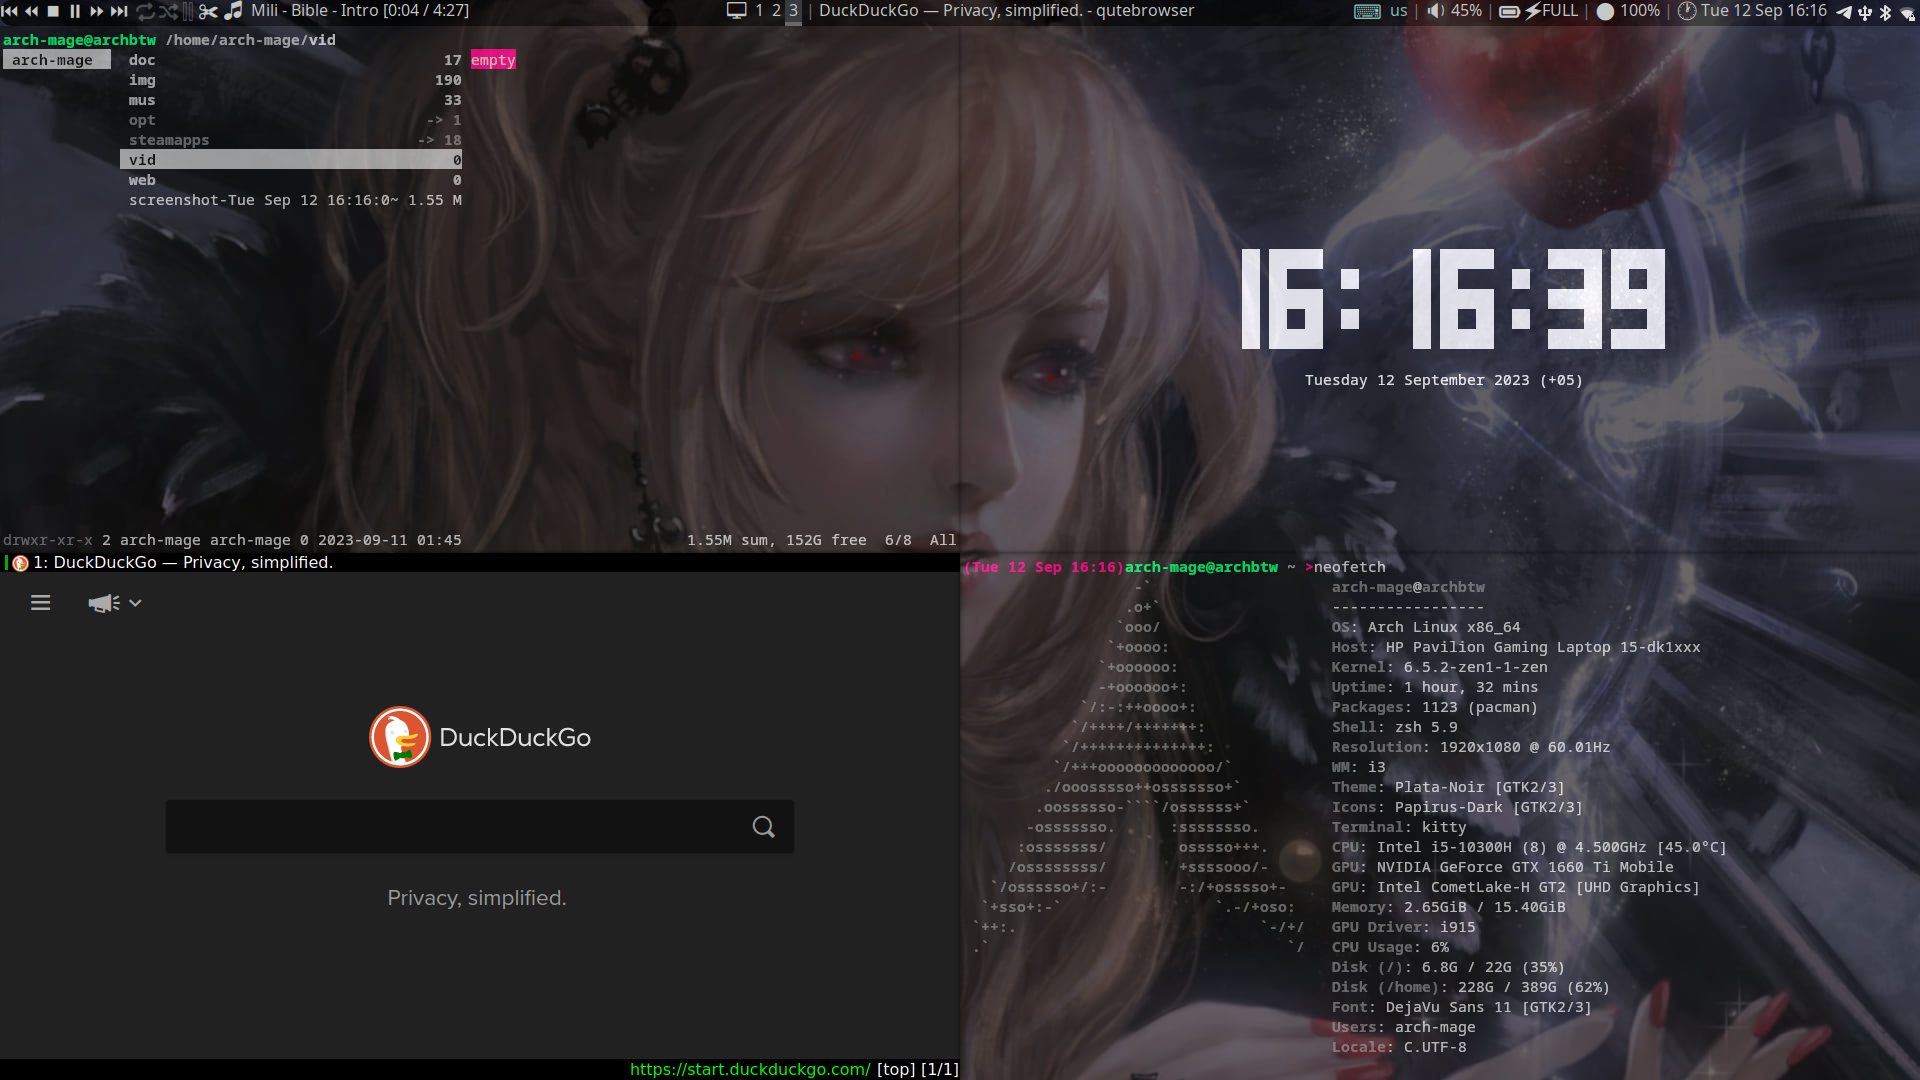 Mili - Bible - Intro [0:04 / 4:27]
1 2 3 | DuckDuckGo — Privacy, simplified. - qutebrowser
us | 45% | FULL | 100% | Tue 12 Sep 16:16
arch-mage@archbtw /home/arch-mage/vid
arch-mage doc 17 empty
img 190
mus 33
opt -> 1
steamapps -> 18
vid 0
web 0
screenshot-Tue Sep 12 16:16:0~ 1.55 M
drwxr-xr-x 2 arch-mage arch-mage 0 2023-09-11 01:45 1.55M sum, 152G free 6/8 All
16:16:39
Tuesday 12 September 2023 (+05)
1: DuckDuckGo — Privacy, simplified.
DuckDuckGo
Privacy, simplified.
https://start.duckduckgo.com/ [top] [1/1]
(Tue 12 Sep 16:16)arch-mage@archbtw ~ >neofetch
arch-mage@archbtw
-----------------
OS: Arch Linux x86_64
Host: HP Pavilion Gaming Laptop 15-dk1xxx
Kernel: 6.5.2-zen1-1-zen
Uptime: 1 hour, 32 mins
Packages: 1123 (pacman)
Shell: zsh 5.9
Resolution: 1920x1080 @ 60.01Hz
WM: i3
Theme: Plata-Noir [GTK2/3]
Icons: Papirus-Dark [GTK2/3]
Terminal: kitty
CPU: Intel i5-10300H (8) @ 4.500GHz [45.0°C]
GPU: NVIDIA GeForce GTX 1660 Ti Mobile
GPU: Intel CometLake-H GT2 [UHD Graphics]
Memory: 2.65GiB / 15.40GiB
GPU Driver: i915
CPU Usage: 6%
Disk (/): 6.8G / 22G (35%)
Disk (/home): 228G / 389G (62%)
Font: DejaVu Sans 11 [GTK2/3]
Users: arch-mage
Locale: C.UTF-8